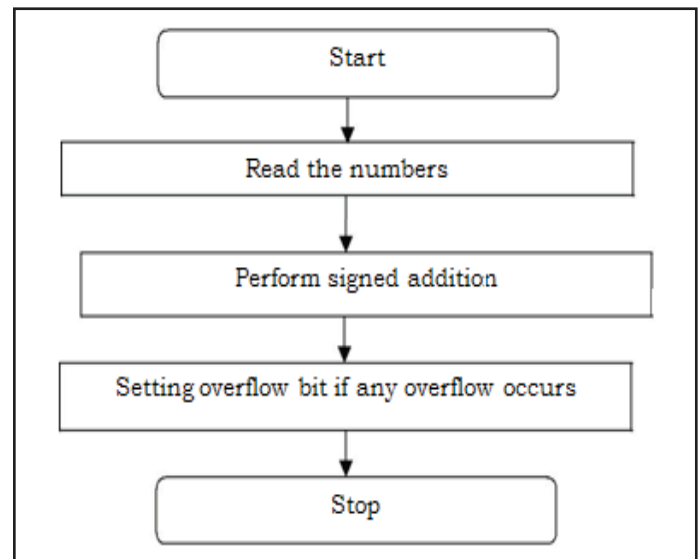 Start
Read the numbers
Perform signed addition
Setting overflow bit if any overflow occurs
Stop